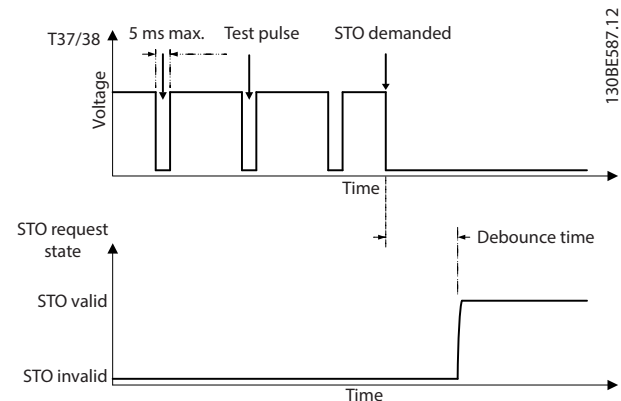 T37/38
5 ms max.
Test pulse
STO demanded
130BE587.12
Voltage
Time
STO request
state
Debounce time
STO valid
STO invalid
Time